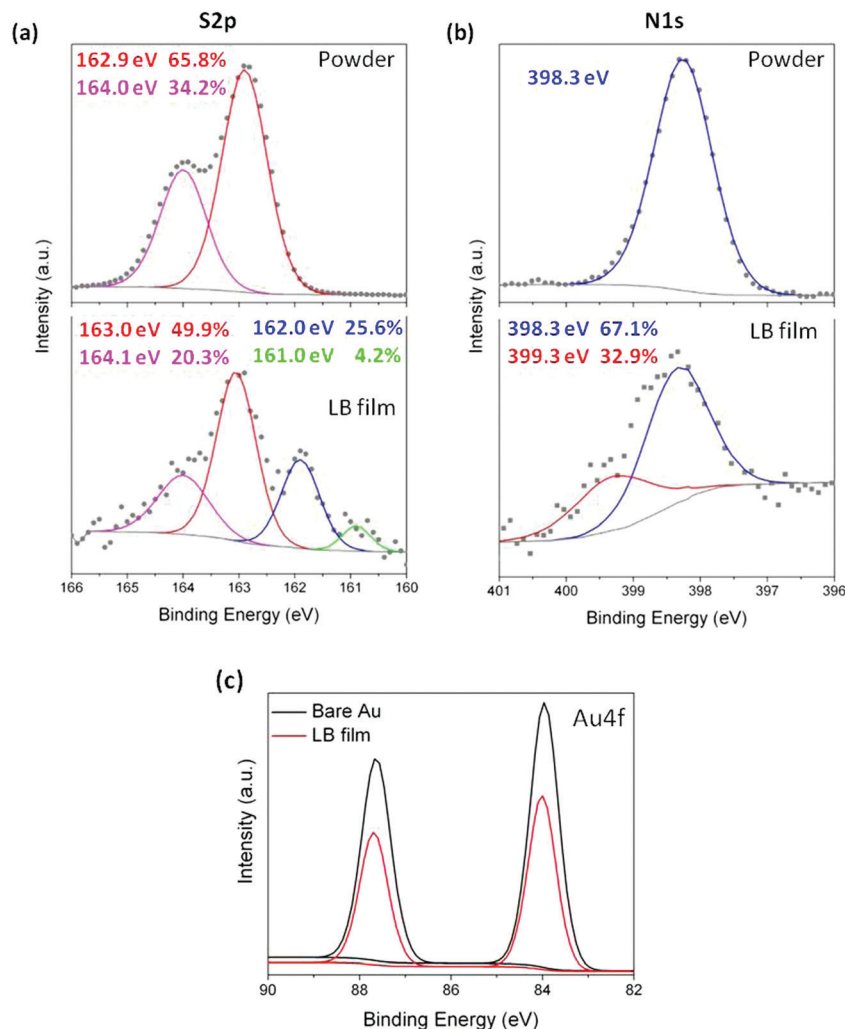 S2p
N1s
(a)
162.9 eV 65.8%
164.0 eV 34.2%
Powder
163.0 eV 49.9% 162.0 eV 25.6%
164.1 eV 20.3% 161.0 eV 4.2%
LB film
Intensity (a.u.)
166 165 164 163 162 161 160
Binding Energy (eV)
(b)
398.3 eV
Powder
398.3 eV 67.1%
399.3 eV 32.9%
LB film
Intensity (a.u.)
401 400 399 398 397 396
Binding Energy (eV)
(c)
Bare Au
LB film
Au4f
Intensity (a.u.)
90 88 86 84 82
Binding Energy (eV)